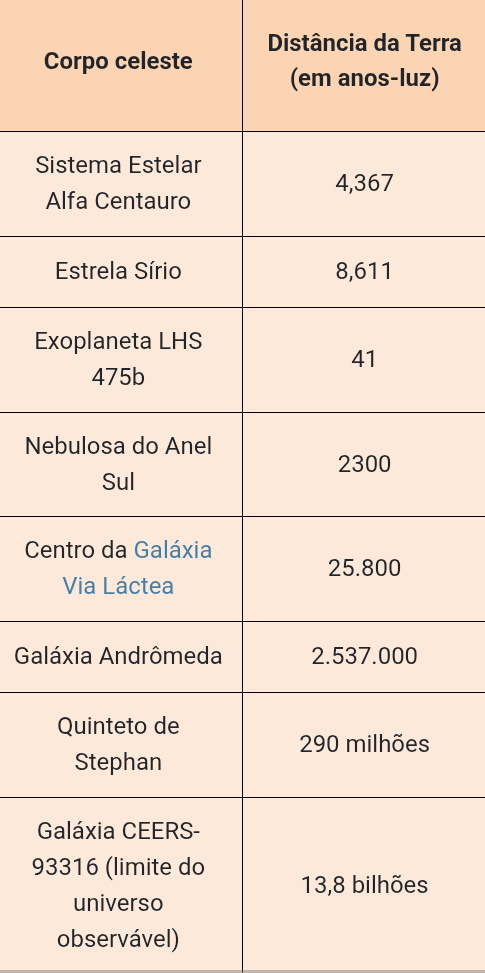 Corpo celeste
Distância da Terra
(em anos-luz)
Sistema Estelar
Alfa Centauro
4,367
Estrela Sírio
8,611
Exoplaneta LHS
475b
41
Nebulosa do Anel
Sul
2300
Centro da Galáxia
Via Láctea
25.800
Galáxia Andrômeda
2.537.000
Quinteto de
Stephan
290 milhões
Galáxia CEERS-
93316 (limite do
universo
observável)
13,8 bilhões